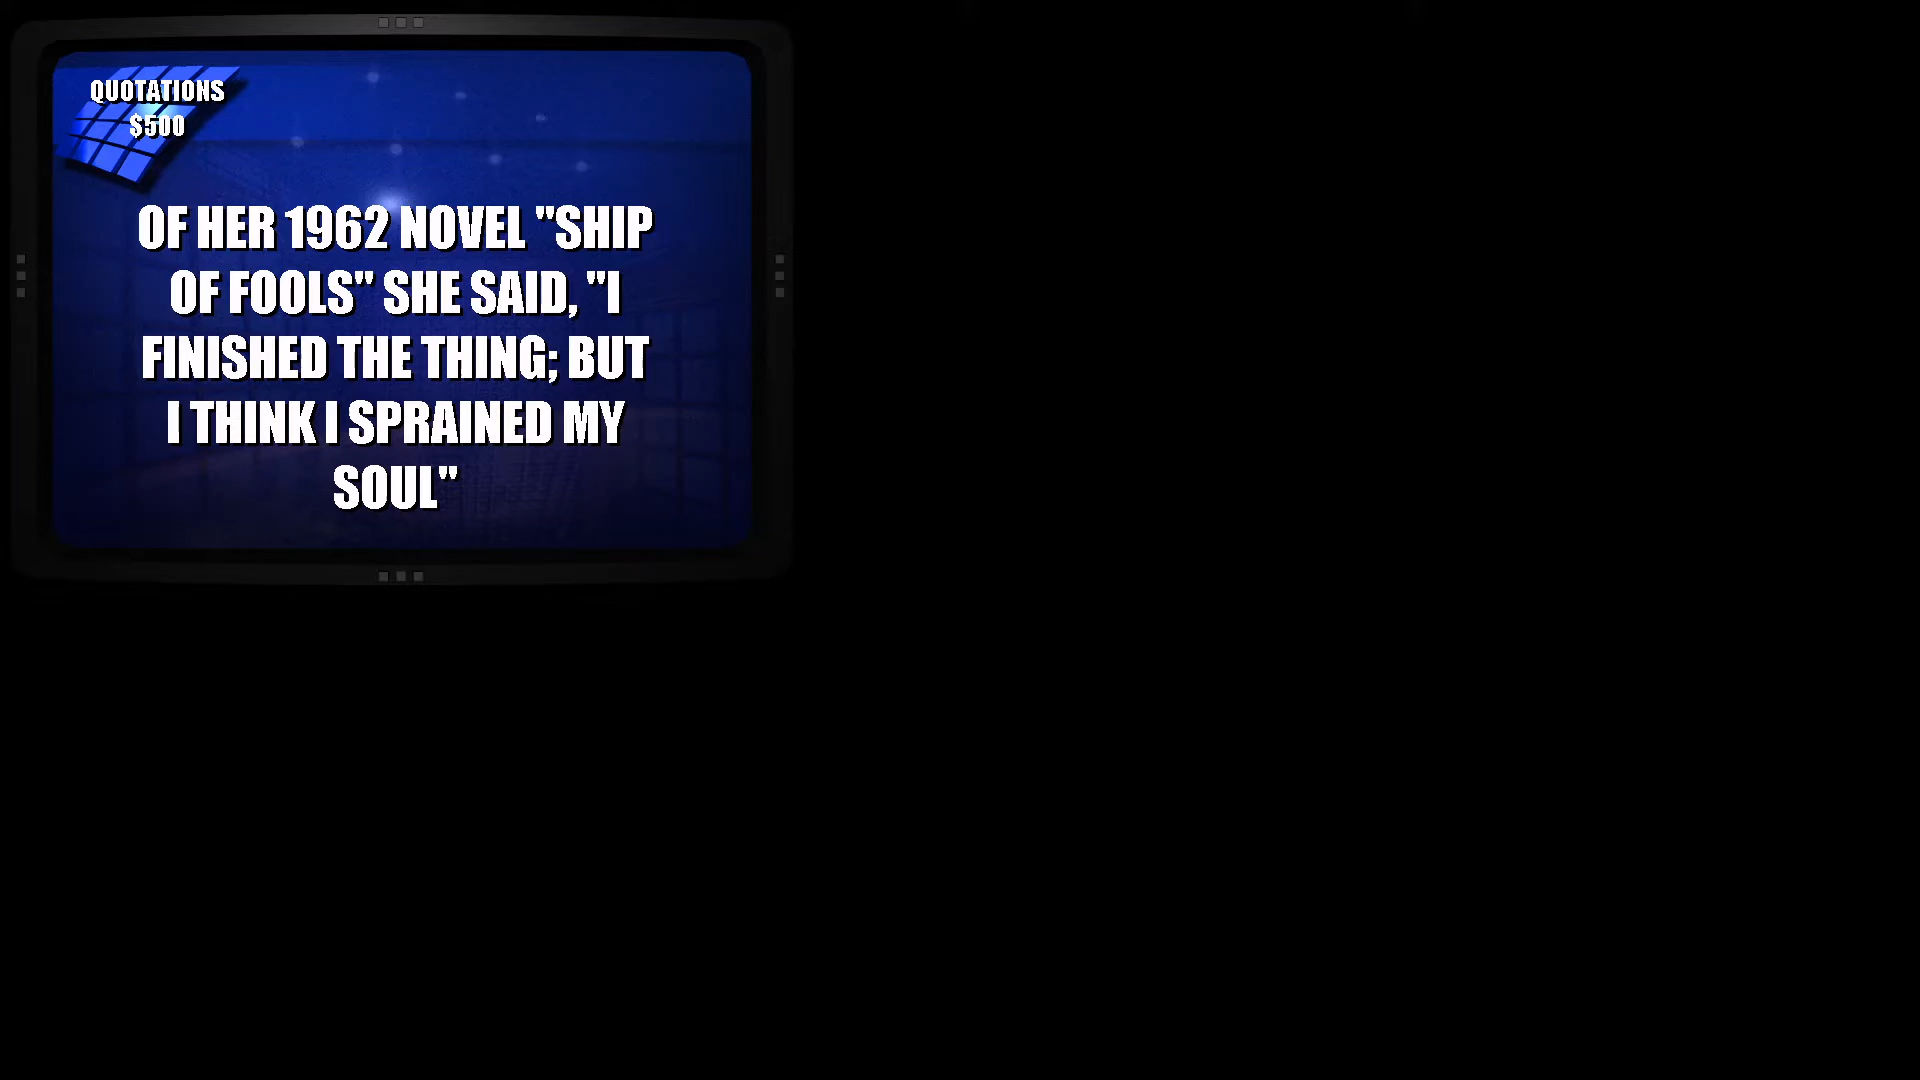 QUOTATIONS
$500
OF HER 1962 NOVEL "SHIP
OF FOOLS" SHE SAID, "I
FINISHED THE THING; BUT
I THINK I SPRAINED MY
SOUL"